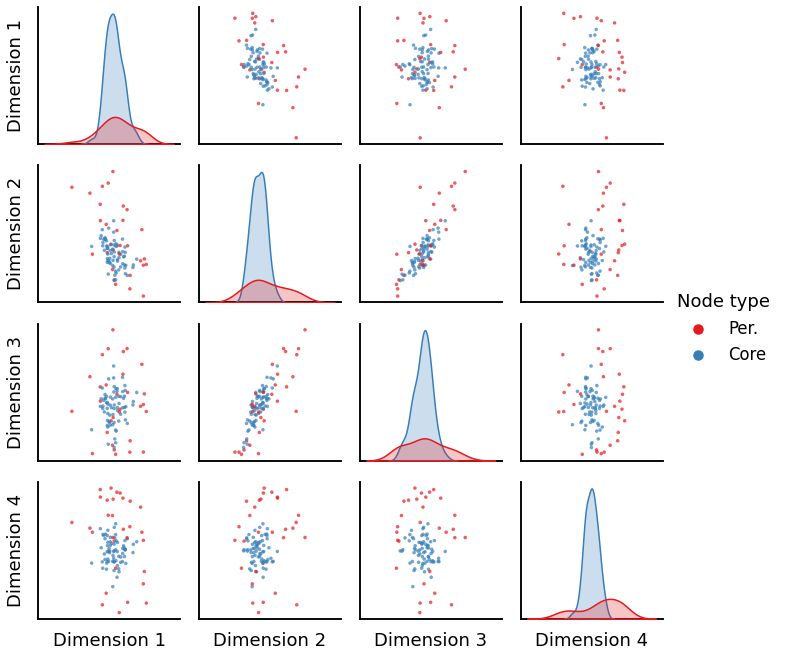 Dimension 1
Dimension 2
Dimension 3
Dimension 4
Dimension 1
Dimension 2
Dimension 3
Dimension 4
Node type
Per.
Core